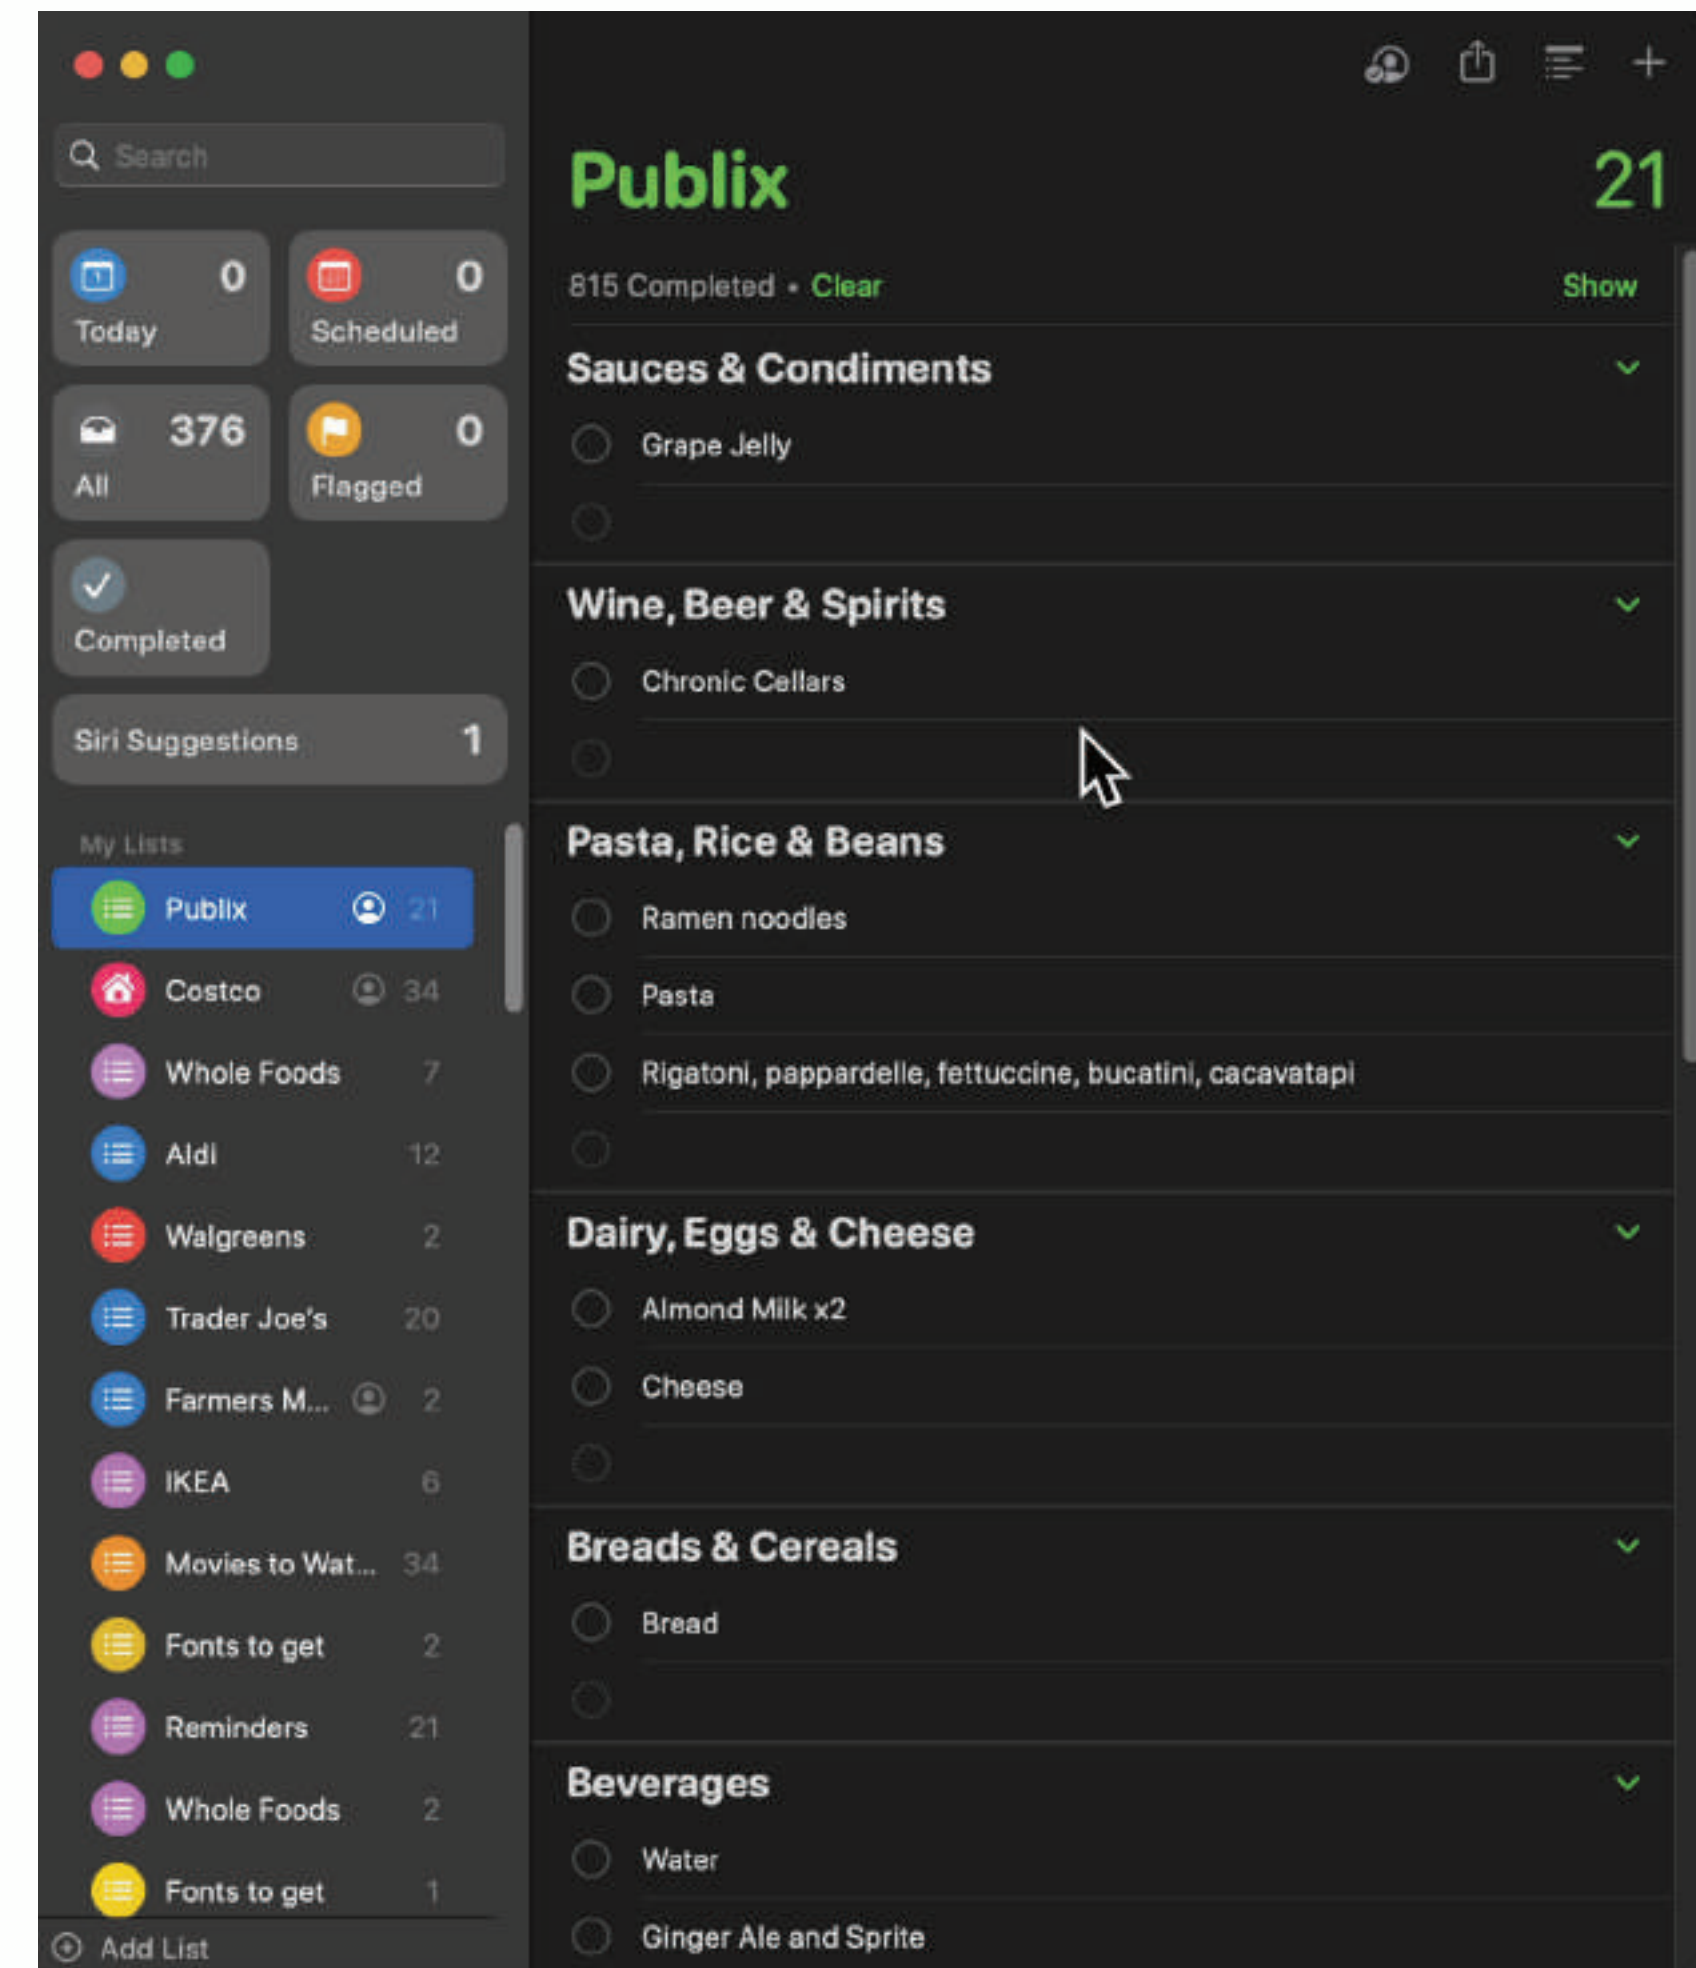 Search
Today 0
Scheduled 0
All 376
Flagged 0
Completed
Siri Suggestions 1
My Lists
Publix 21
Costco 34
Whole Foods 7
Aldi 12
Walgreens 2
Trader Joe's 20
Farmers M... 2
IKEA 6
Movies to Wat... 34
Fonts to get 2
Reminders 21
Whole Foods 2
Fonts to get 1
Add List
Publix 21
815 Completed • Clear Show
Sauces & Condiments
Grape Jelly
Wine, Beer & Spirits
Chronic Cellars
Pasta, Rice & Beans
Ramen noodles
Pasta
Rigatoni, pappardelle, fettuccine, bucatini, cacavatapi
Dairy, Eggs & Cheese
Almond Milk x2
Cheese
Breads & Cereals
Bread
Beverages
Water
Ginger Ale and Sprite